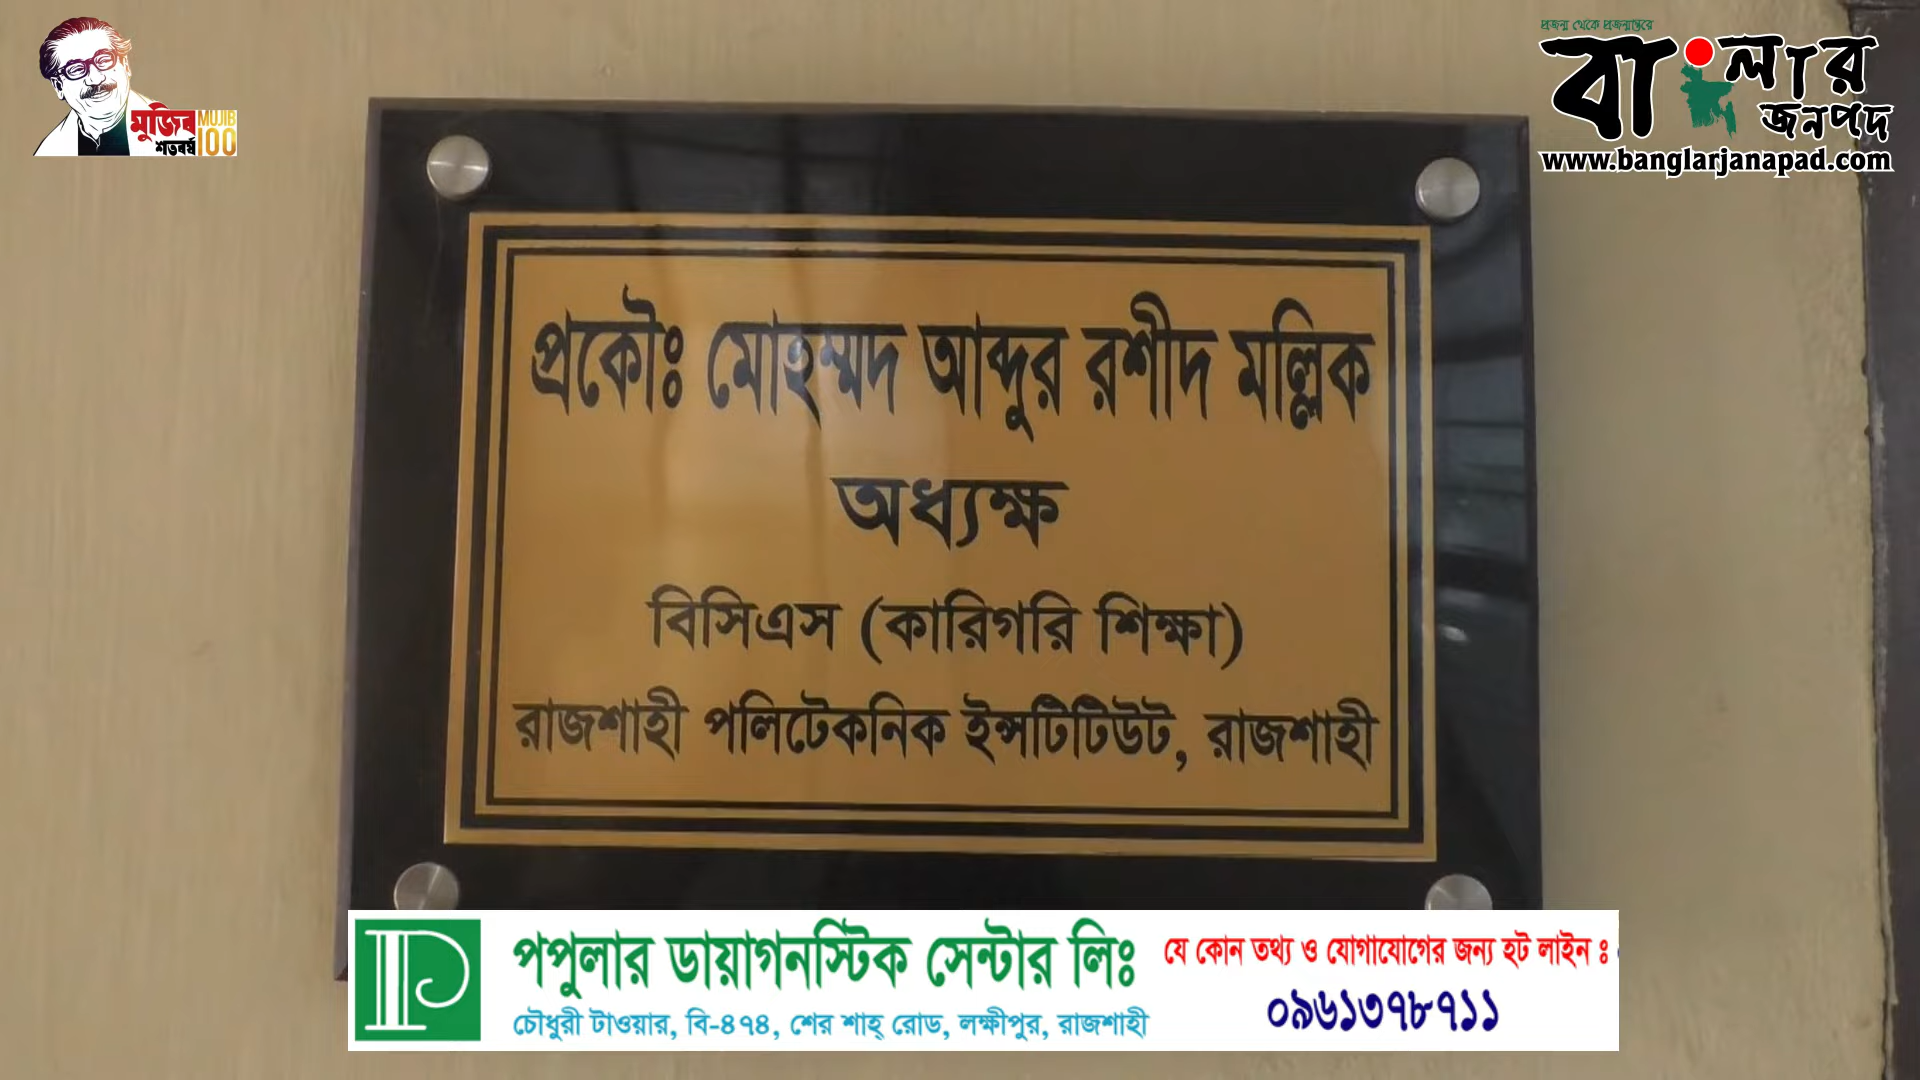 মুজিব
শতবর্ষ
MUJIB
100
প্রজন্ম থেকে প্রজন্মান্তরে
বাংলার
জনপদ
www.banglarjanapad.com
প্রকৌঃ মোহম্মদ আব্দুর রশীদ মল্লিক
অধ্যক্ষ
বিসিএস (কারিগরি শিক্ষা)
রাজশাহী পলিটেকনিক ইন্সটিটিউট, রাজশাহী
পপুলার ডায়াগনস্টিক সেন্টার লিঃ
চৌধুরী টাওয়ার, বি-৪৭৪, শের শাহ্ রোড, লক্ষীপুর, রাজশাহী
যে কোন তথ্য ও যোগাযোগের জন্য হট লাইন ঃ
০৯৬১৩৭৮৭১১